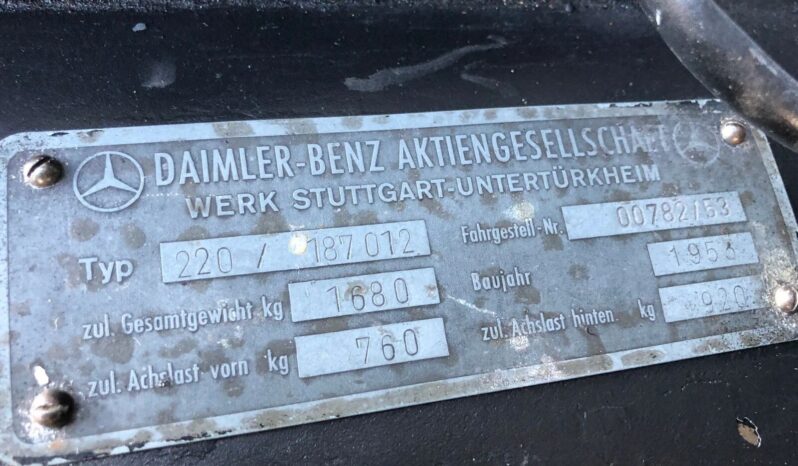 DAIMLER-BENZ AKTIENGESELLSCHAFT
WERK STUTTGART-UNTERTÜRKHEIM
Typ 220 / 187 012 Fahrgestell-Nr. 00782/53
zul. Gesamtgewicht kg 1680 Baujahr 1953
zul. Achslast vorn kg 760 zul. Achslast hinten kg 920